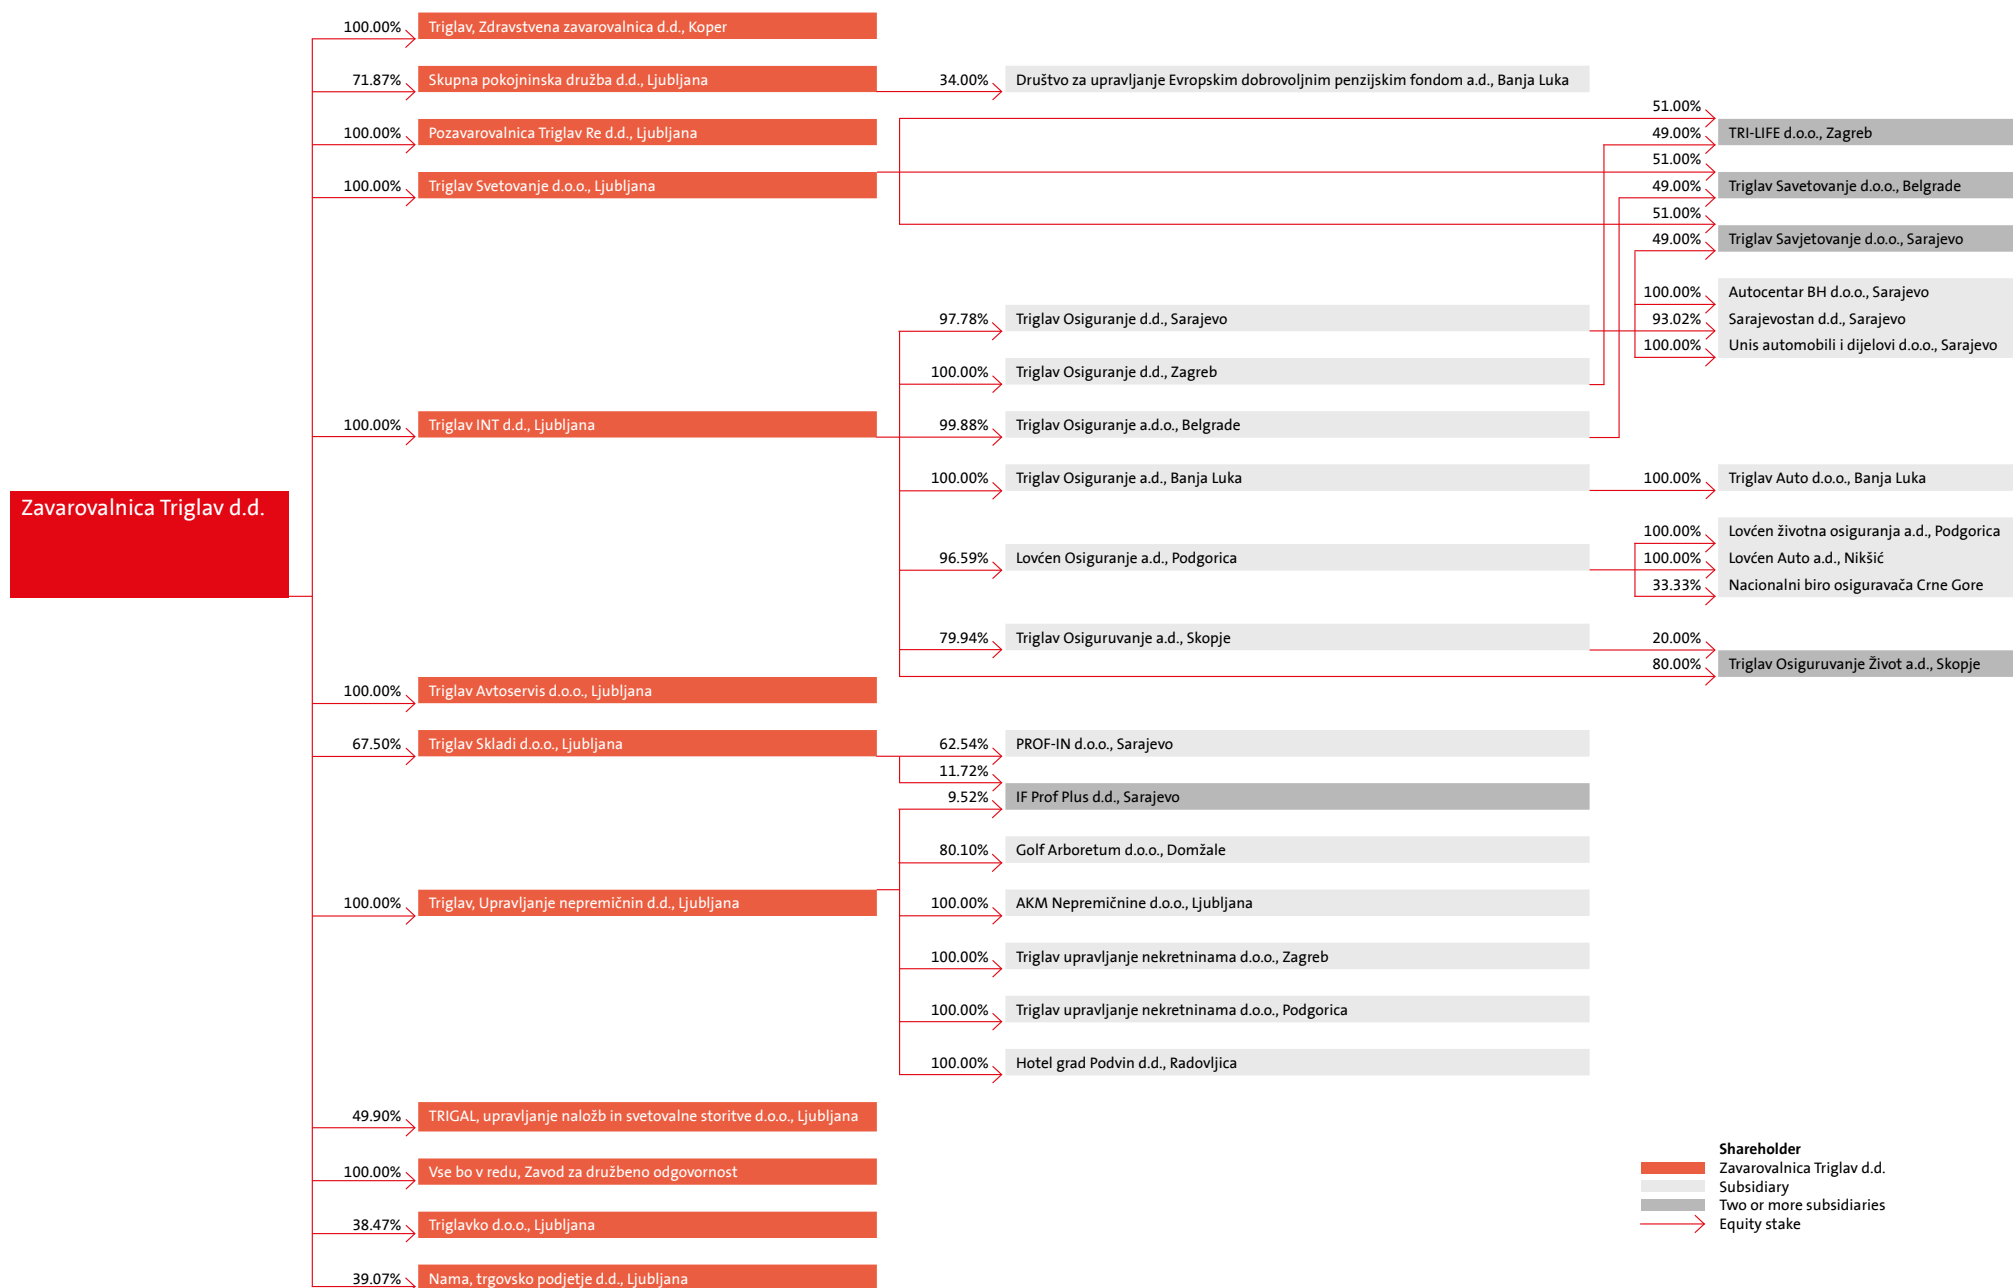 Zavarovalnica Triglav d.d.
100.00%
Triglav, Zdravstvena zavarovalnica d.d., Koper
71.87%
Skupna pokojninska družba d.d., Ljubljana
34.00%
Društvo za upravljanje Evropskim dobrovoljnim penzijskim fondom a.d., Banja Luka
100.00%
Pozavarovalnica Triglav Re d.d., Ljubljana
51.00%
49.00%
TRI-LIFE d.o.o., Zagreb
100.00%
Triglav Svetovanje d.o.o., Ljubljana
51.00%
49.00%
Triglav Savetovanje d.o.o., Belgrade
51.00%
49.00%
Triglav Savjetovanje d.o.o., Sarajevo
100.00%
Triglav INT d.d., Ljubljana
97.78%
Triglav Osiguranje d.d., Sarajevo
100.00%
Autocentar BH d.o.o., Sarajevo
93.02%
Sarajevostan d.d., Sarajevo
100.00%
Unis automobili i dijelovi d.o.o., Sarajevo
100.00%
Triglav Osiguranje d.d., Zagreb
99.88%
Triglav Osiguranje a.d.o., Belgrade
100.00%
Triglav Osiguranje a.d., Banja Luka
100.00%
Triglav Auto d.o.o., Banja Luka
96.59%
Lovćen Osiguranje a.d., Podgorica
100.00%
Lovćen životna osiguranja a.d., Podgorica
100.00%
Lovćen Auto a.d., Nikšić
33.33%
Nacionalni biro osiguravača Crne Gore
79.94%
Triglav Osiguruvanje a.d., Skopje
20.00%
80.00%
Triglav Osiguruvanje Život a.d., Skopje
100.00%
Triglav Avtoservis d.o.o., Ljubljana
67.50%
Triglav Skladi d.o.o., Ljubljana
62.54%
PROF-IN d.o.o., Sarajevo
11.72%
9.52%
IF Prof Plus d.d., Sarajevo
100.00%
Triglav, Upravljanje nepremičnin d.d., Ljubljana
80.10%
Golf Arboretum d.o.o., Domžale
100.00%
AKM Nepremičnine d.o.o., Ljubljana
100.00%
Triglav upravljanje nekretninama d.o.o., Zagreb
100.00%
Triglav upravljanje nekretninama d.o.o., Podgorica
100.00%
Hotel grad Podvin d.d., Radovljica
49.90%
TRIGAL, upravljanje naložb in svetovalne storitve d.o.o., Ljubljana
100.00%
Vse bo v redu, Zavod za družbeno odgovornost
38.47%
Triglavko d.o.o., Ljubljana
39.07%
Nama, trgovsko podjetje d.d., Ljubljana
Shareholder
Zavarovalnica Triglav d.d.
Subsidiary
Two or more subsidiaries
Equity stake